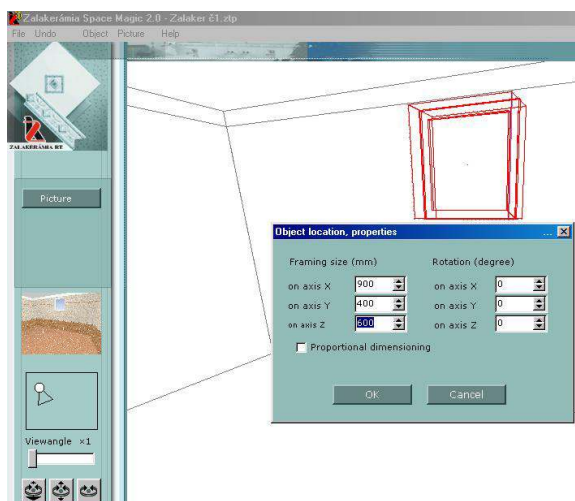 Zalakerámia Space Magic 2.0 - Zalaker č1.ztp
File Undo Object Picture Help
ZALAKERÁMIA RT
Picture
Viewangle ×1
Object location, properties ...
Framing size (mm) Rotation (degree)
on axis X 900 on axis X 0
on axis Y 400 on axis Y 0
on axis Z 600 on axis Z 0
Proportional dimensioning
OK Cancel